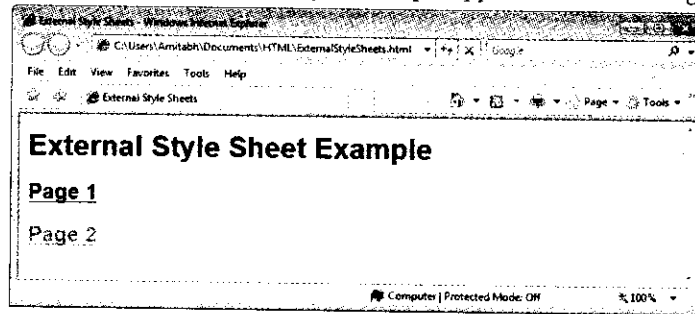 External Style Sheets - Windows Internet Explorer
C:\Users\Amitabh\Documents\HTML\ExternalStyleSheets.html Google
File Edit View Favorites Tools Help
External Style Sheets Page Tools
External Style Sheet Example
Page 1
Page 2
Computer | Protected Mode: Off 100%